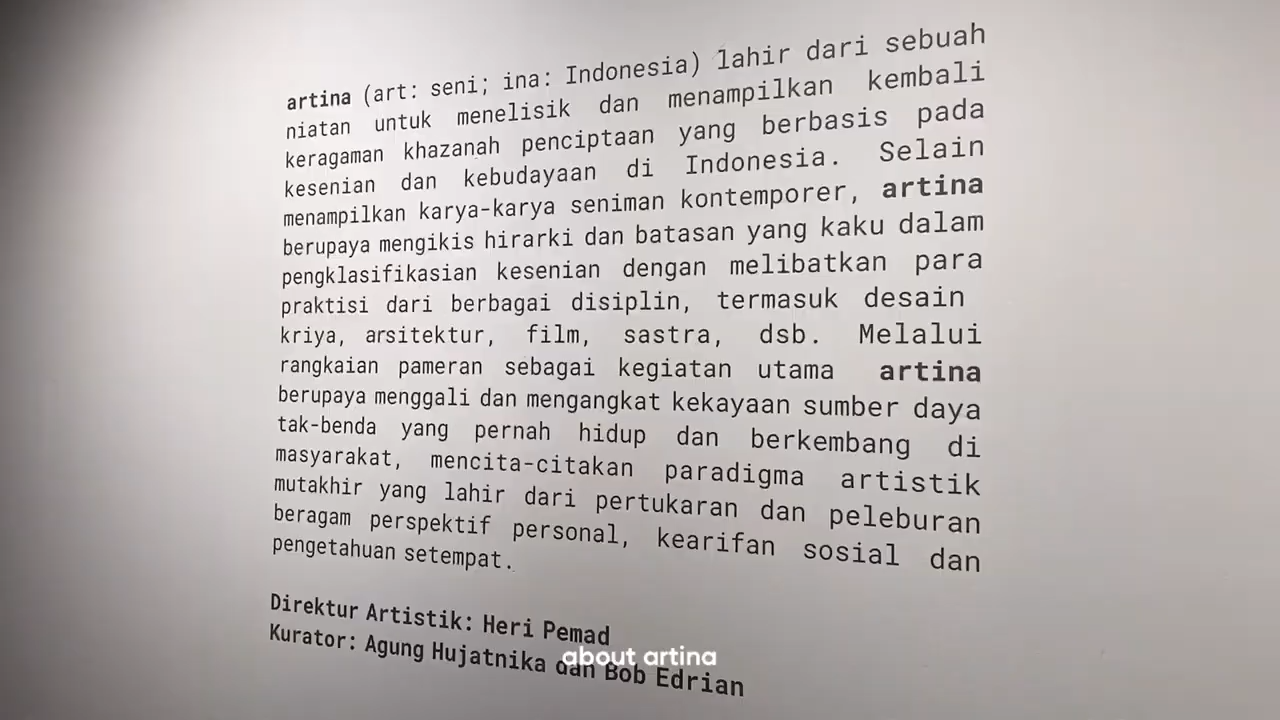 artina (art: seni; ina: Indonesia) lahir dari sebuah
niatan untuk menelisik dan menampilkan kembali
keragaman khazanah penciptaan yang berbasis pada
kesenian dan kebudayaan di Indonesia. Selain
menampilkan karya-karya seniman kontemporer, artina
berupaya mengikis hirarki dan batasan yang kaku dalam
pengklasifikasian kesenian dengan melibatkan para
praktisi dari berbagai disiplin, termasuk desain
kriya, arsitektur, film, sastra, dsb. Melalui
rangkaian pameran sebagai kegiatan utama artina
berupaya menggali dan mengangkat kekayaan sumber daya
tak-benda yang pernah hidup dan berkembang di
masyarakat, mencita-citakan paradigma artistik
mutakhir yang lahir dari pertukaran dan peleburan
beragam perspektif personal, kearifan sosial dan
pengetahuan setempat.
Direktur Artistik: Heri Pemad
Kurator: Agung Hujatnika dan Bob Edrian
about artina